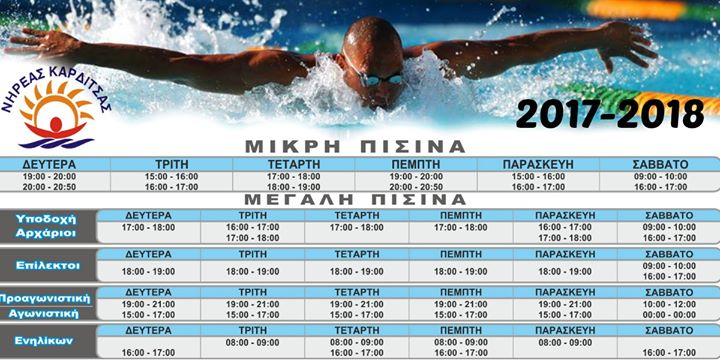 ΝΗΡΕΑΣ ΚΑΡΔΙΤΣΑΣ
2017-2018
ΜΙΚΡΗ ΠΙΣΙΝΑ
ΔΕΥΤΕΡΑ ΤΡΙΤΗ ΤΕΤΑΡΤΗ ΠΕΜΠΤΗ ΠΑΡΑΣΚΕΥΗ ΣΑΒΒΑΤΟ
19:00 - 20:00 15:00 - 16:00 17:00 - 18:00 19:00 - 20:00 15:00 - 16:00 09:00 - 10:00
20:00 - 20:50 16:00 - 17:00 18:00 - 19:00 20:00 - 20:50 16:00 - 17:00 16:00 - 17:00
ΜΕΓΑΛΗ ΠΙΣΙΝΑ
Υποδοχή Αρχάριοι
ΔΕΥΤΕΡΑ ΤΡΙΤΗ ΤΕΤΑΡΤΗ ΠΕΜΠΤΗ ΠΑΡΑΣΚΕΥΗ ΣΑΒΒΑΤΟ
17:00 - 18:00 16:00 - 17:00 17:00 - 18:00 17:00 - 18:00 16:00 - 17:00 09:00 - 10:00
17:00 - 18:00 17:00 - 18:00 16:00 - 17:00
Επίλεκτοι
ΔΕΥΤΕΡΑ ΤΡΙΤΗ ΤΕΤΑΡΤΗ ΠΕΜΠΤΗ ΠΑΡΑΣΚΕΥΗ ΣΑΒΒΑΤΟ
18:00 - 19:00 18:00 - 19:00 18:00 - 19:00 18:00 - 19:00 18:00 - 19:00 09:00 - 10:00
16:00 - 17:00
Προαγωνιστική
Αγωνιστική
ΔΕΥΤΕΡΑ ΤΡΙΤΗ ΤΕΤΑΡΤΗ ΠΕΜΠΤΗ ΠΑΡΑΣΚΕΥΗ ΣΑΒΒΑΤΟ
19:00 - 21:00 19:00 - 21:00 19:00 - 21:00 19:00 - 21:00 19:00 - 21:00 10:00 - 12:00
15:00 - 17:00 15:00 - 17:00 15:00 - 17:00 15:00 - 17:00 15:00 - 17:00 00:00 - 00:00
Ενηλίκων
ΔΕΥΤΕΡΑ ΤΡΙΤΗ ΤΕΤΑΡΤΗ ΠΕΜΠΤΗ ΠΑΡΑΣΚΕΥΗ ΣΑΒΒΑΤΟ
08:00 - 09:00 08:00 - 09:00 08:00 - 09:00 08:00 - 09:00
16:00 - 17:00 16:00 - 17:00 16:00 - 17:00 16:00 - 17:00